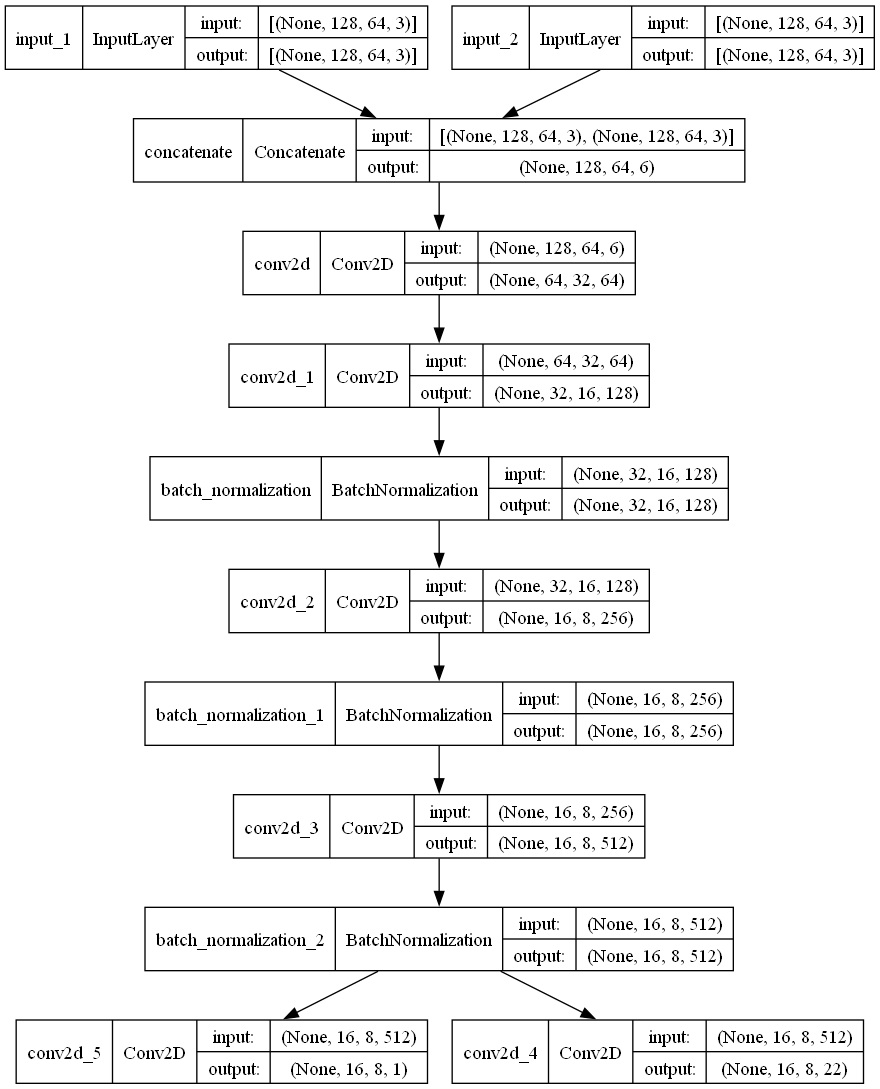 input_1 InputLayer input: [(None, 128, 64, 3)]
output: [(None, 128, 64, 3)]
input_2 InputLayer input: [(None, 128, 64, 3)]
output: [(None, 128, 64, 3)]
concatenate Concatenate input: [(None, 128, 64, 3), (None, 128, 64, 3)]
output: (None, 128, 64, 6)
conv2d Conv2D input: (None, 128, 64, 6)
output: (None, 64, 32, 64)
conv2d_1 Conv2D input: (None, 64, 32, 64)
output: (None, 32, 16, 128)
batch_normalization BatchNormalization input: (None, 32, 16, 128)
output: (None, 32, 16, 128)
conv2d_2 Conv2D input: (None, 32, 16, 128)
output: (None, 16, 8, 256)
batch_normalization_1 BatchNormalization input: (None, 16, 8, 256)
output: (None, 16, 8, 256)
conv2d_3 Conv2D input: (None, 16, 8, 256)
output: (None, 16, 8, 512)
batch_normalization_2 BatchNormalization input: (None, 16, 8, 512)
output: (None, 16, 8, 512)
conv2d_5 Conv2D input: (None, 16, 8, 512)
output: (None, 16, 8, 1)
conv2d_4 Conv2D input: (None, 16, 8, 512)
output: (None, 16, 8, 22)